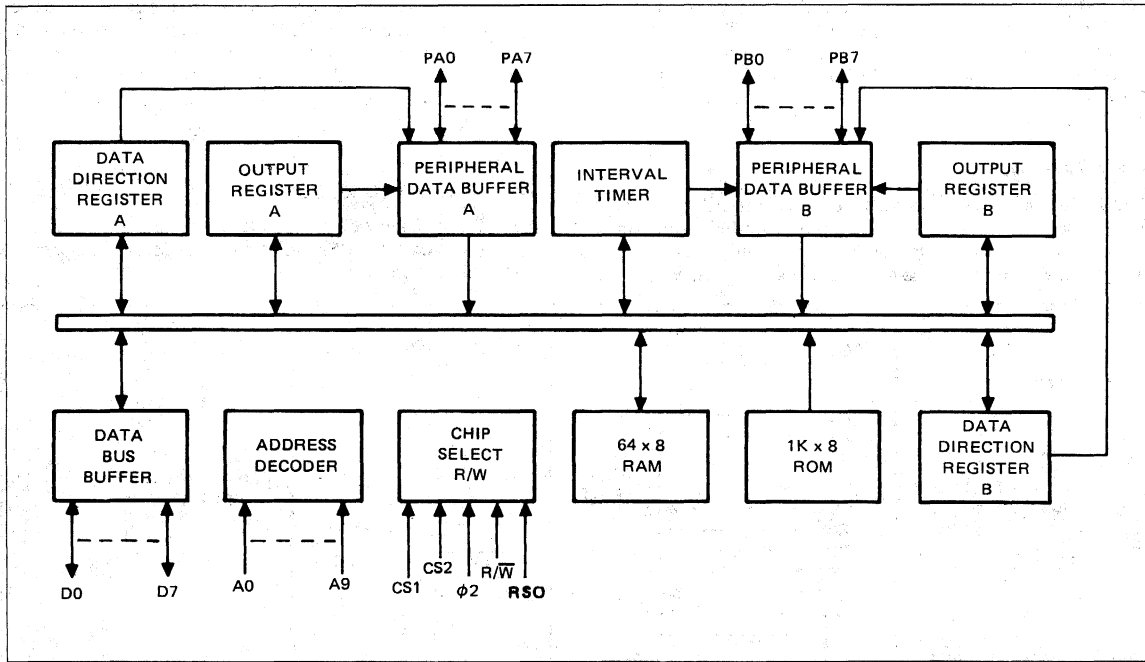 PA0 PA7 PB0 PB7
DATA
DIRECTION
REGISTER
A
OUTPUT
REGISTER
A
PERIPHERAL
DATA BUFFER
A
INTERVAL
TIMER
PERIPHERAL
DATA BUFFER
B
OUTPUT
REGISTER
B
DATA
BUS
BUFFER
ADDRESS
DECODER
CHIP
SELECT
R/W
64 x 8
RAM
1K x 8
ROM
DATA
DIRECTION
REGISTER
B
D0 D7
A0 A9
CS1 CS2 ϕ2 R/W̅ RSO